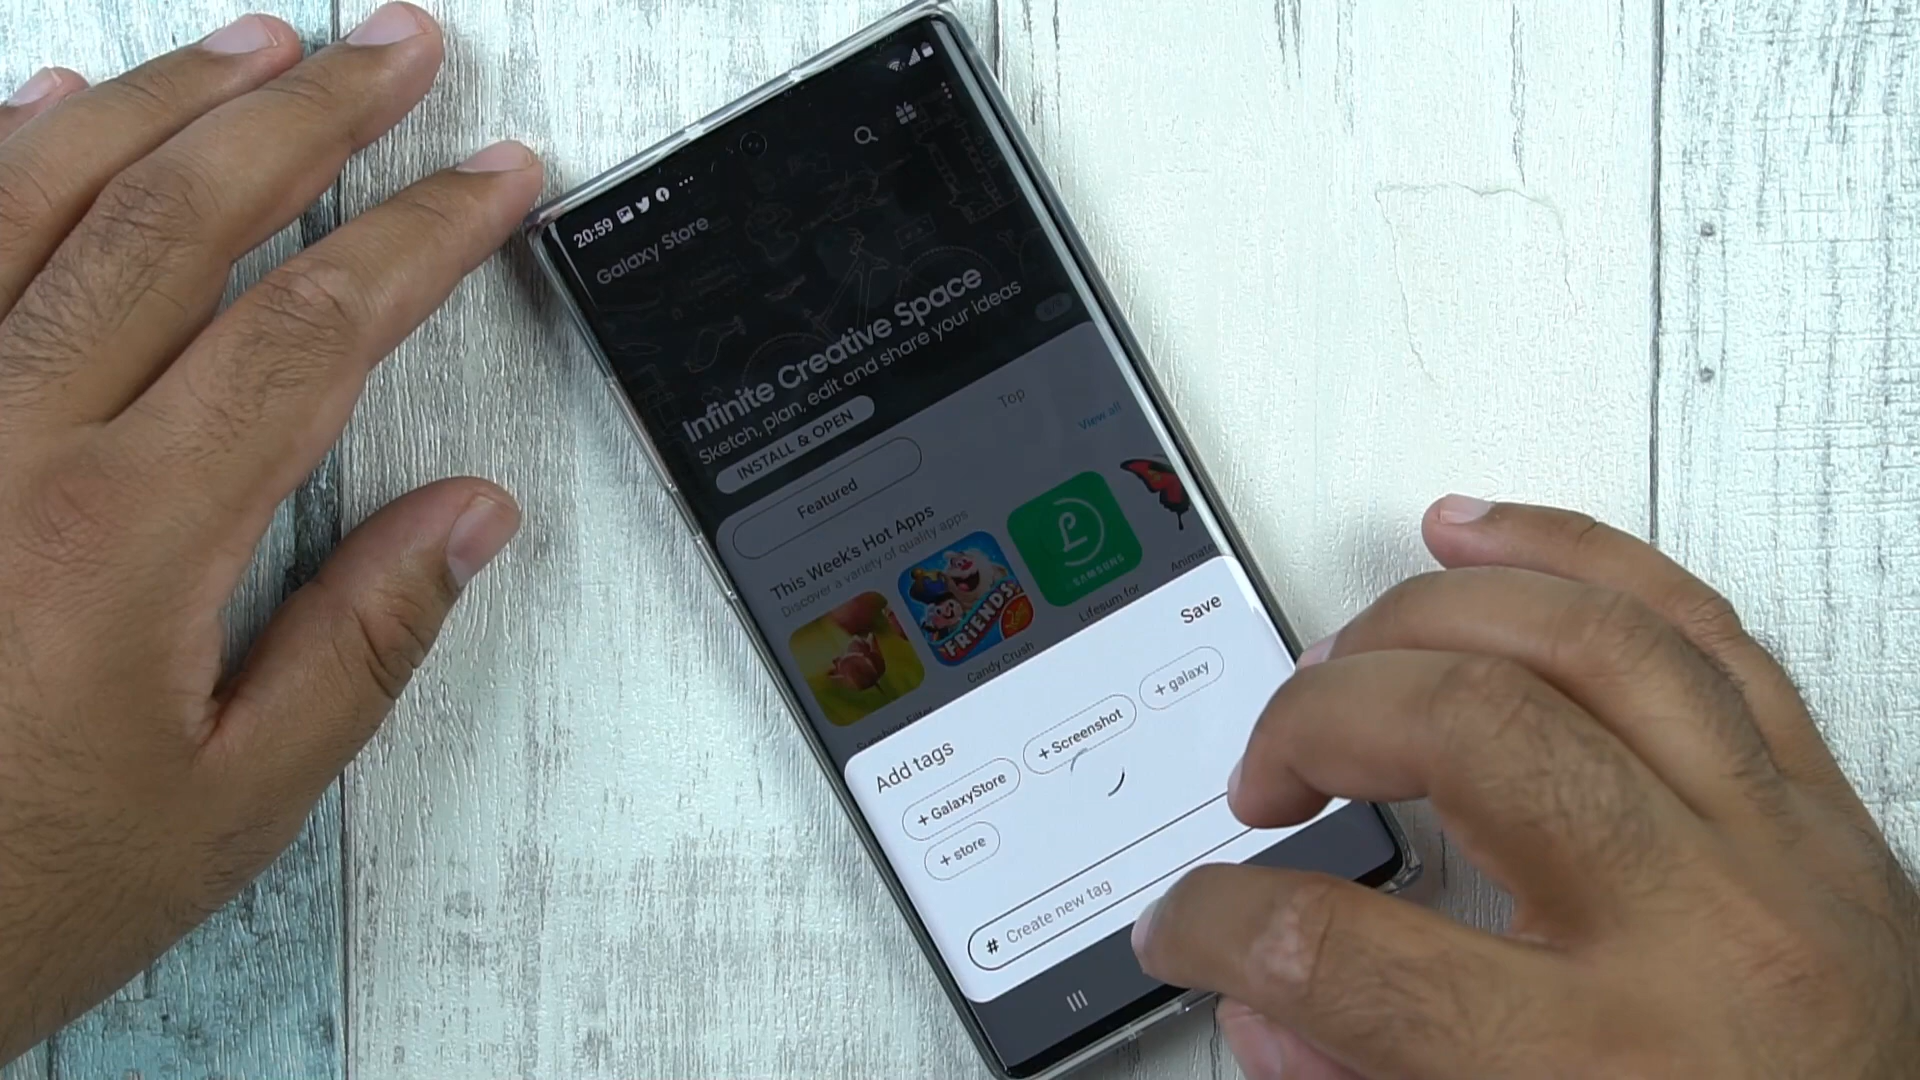 20:59
Galaxy Store
Infinite Creative Space
Sketch, plan, edit and share your ideas
INSTALL & OPEN
Featured
Top
View all
This Week's Hot Apps
Discover a variety of quality apps
FRIENDS
Candy Crush
L
SAMSUNG
Lifesum for
Animate
Save
Add tags
+ GalaxyStore
+ Screenshot
+ galaxy
+ store
# Create new tag